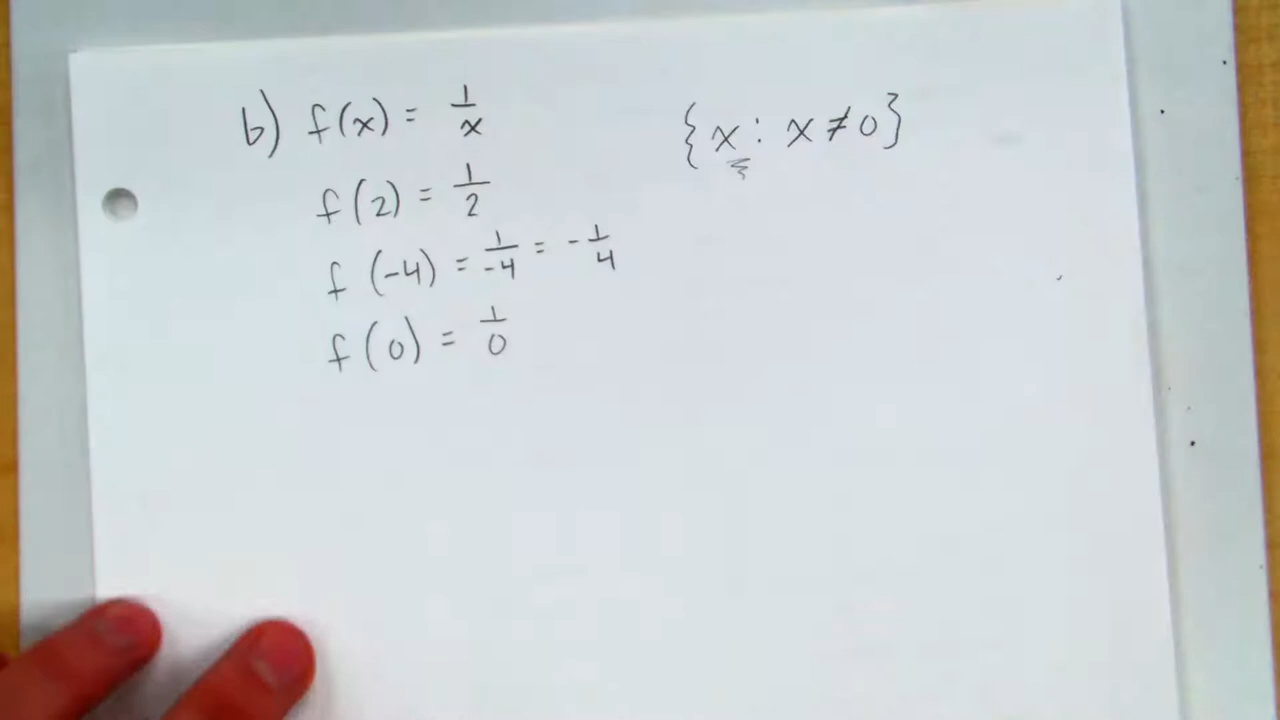 b) f(x) = 1/x
{x : x ≠ 0}
f(2) = 1/2
f(-4) = 1/-4 = -1/4
f(0) = 1/0